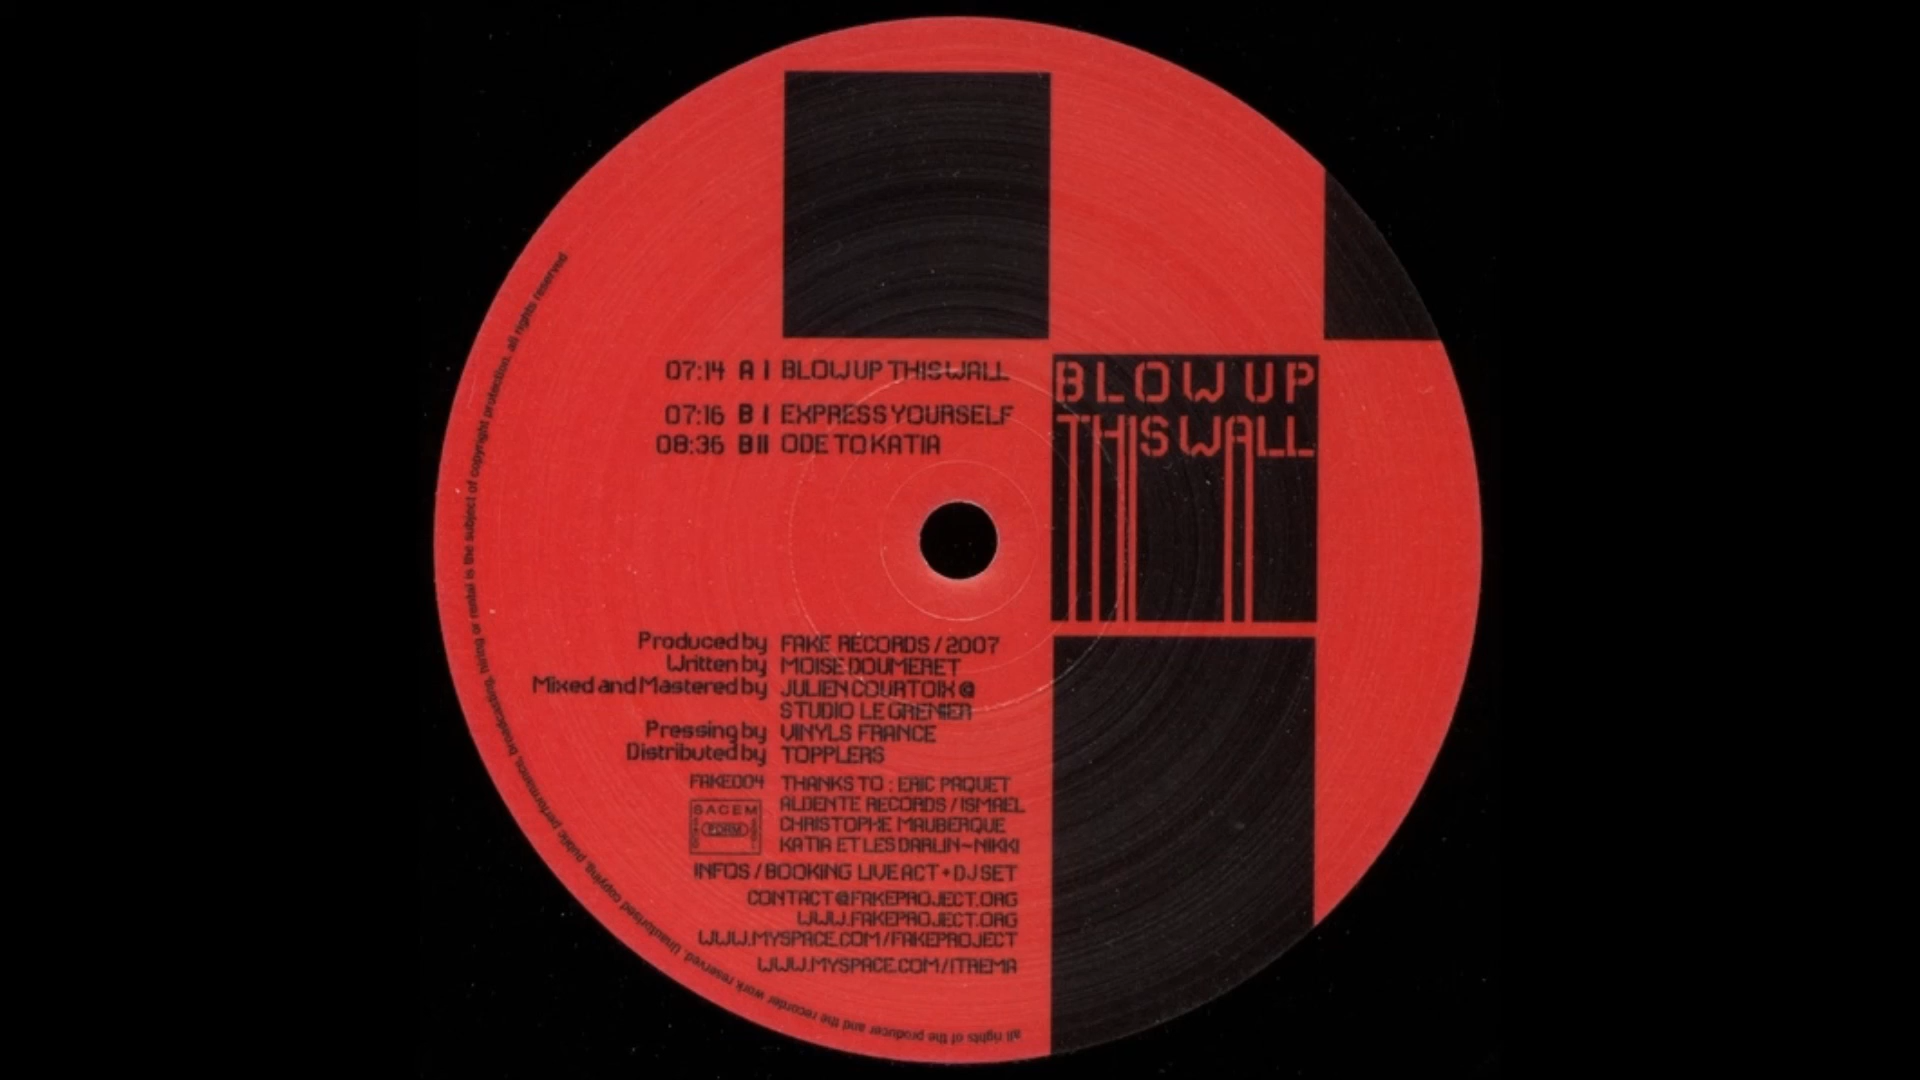 07:14 A I BLOW UP THIS WALL
07:16 B I EXPRESS YOURSELF
08:36 B II ODE TO KATIA
BLOW UP
THIS WALL
Produced by FAKE RECORDS / 2007
Written by MOISE DOUMERET
Mixed and Mastered by JULIEN COURTOIX @
STUDIO LE GRENIER
Pressing by VINYLS FRANCE
Distributed by TOPPLERS
FAKE004 THANKS TO : ERIC PAQUET
ALDENTE RECORDS / ISMAEL
SACEM
CHRISTOPHE MAUBERQUE
KATIA ET LES DARLIN~NIKKI
INFOS / BOOKING LIVE ACT + DJ SET
CONTACT@FAKEPROJECT.ORG
WWW.FAKEPROJECT.ORG
WWW.MYSPACE.COM/FAKEPROJECT
WWW.MYSPACE.COM/ITREMA
all rights of the producer and the recorder work reserved. Unautorised copying, public performance, broadcasting, hiring or rental is the subject of copyright protection. all rights reserved